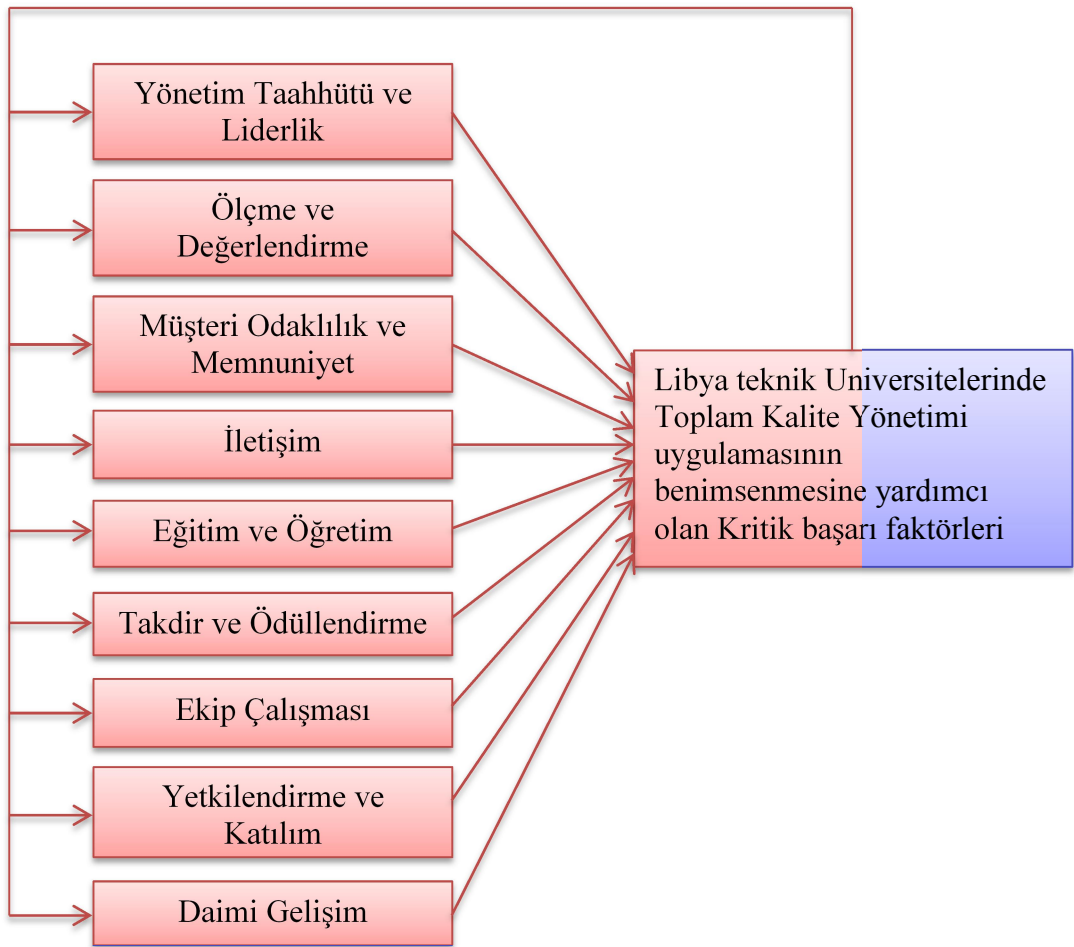 Yönetim Taahhütü ve
Liderlik
Ölçme ve
Değerlendirme
Müşteri Odaklılık ve
Memnuniyet
İletişim
Eğitim ve Öğretim
Takdir ve Ödüllendirme
Ekip Çalışması
Yetkilendirme ve
Katılım
Daimi Gelişim
Libya teknik Universitelerinde
Toplam Kalite Yönetimi
uygulamasının
benimsenmesine yardımcı
olan Kritik başarı faktörleri